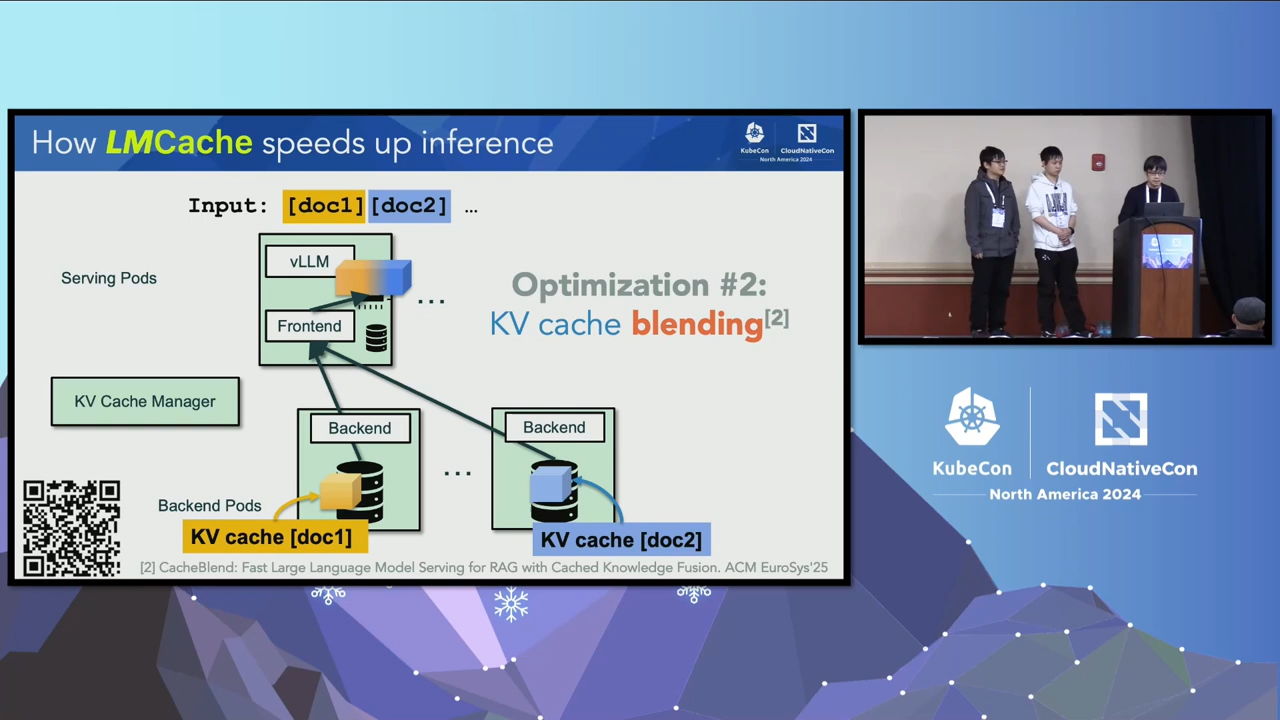 How LMCache speeds up inference
KubeCon
CloudNativeCon
North America 2024
Input: [doc1] [doc2] ...
Serving Pods
vLLM
Frontend
...
Optimization #2:
KV cache blending[2]
KV Cache Manager
Backend
Backend
...
Backend Pods
KV cache [doc1]
KV cache [doc2]
[2] CacheBlend: Fast Large Language Model Serving for RAG with Cached Knowledge Fusion. ACM EuroSys'25
KubeCon
CloudNativeCon
North America 2024